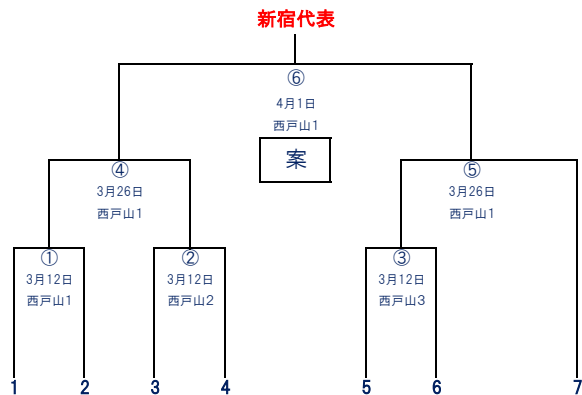 新宿代表
⑥
4月1日
西戸山1
案
④
3月26日
西戸山1
⑤
3月26日
西戸山1
①
3月12日
西戸山1
②
3月12日
西戸山2
③
3月12日
西戸山3
1 2 3 4 5 6 7